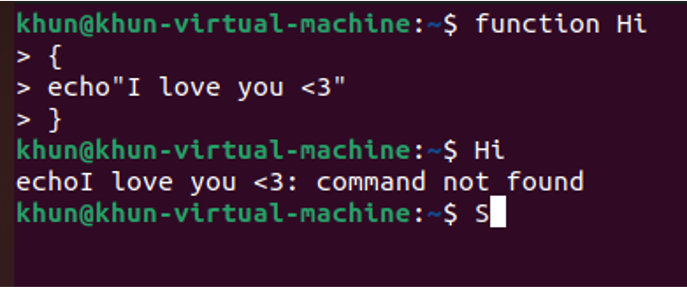 khun@khun-virtual-machine:~$ function Hi
> {
> echo"I love you <3"
> }
khun@khun-virtual-machine:~$ Hi
echoI love you <3: command not found
khun@khun-virtual-machine:~$ S